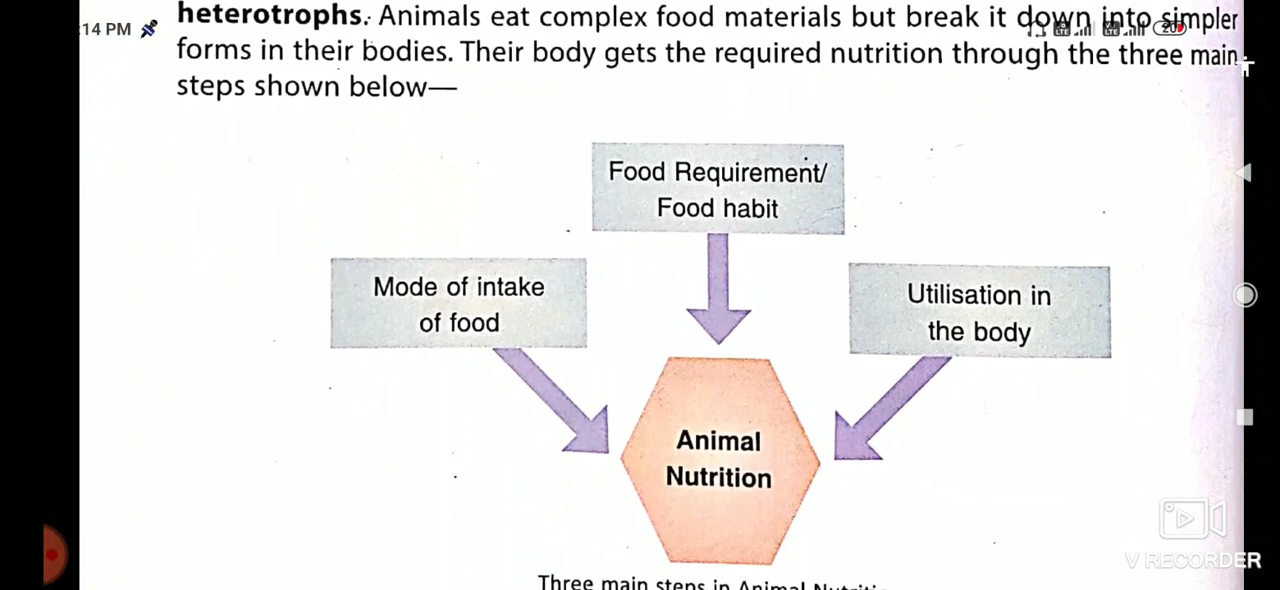 heterotrophs. Animals eat complex food materials but break it down into simpler
:14 PM
forms in their bodies. Their body gets the required nutrition through the three main
steps shown below—
Food Requirement/
Food habit
Mode of intake
of food
Utilisation in
the body
Animal
Nutrition
V RECORDER
Three main steps in Animal